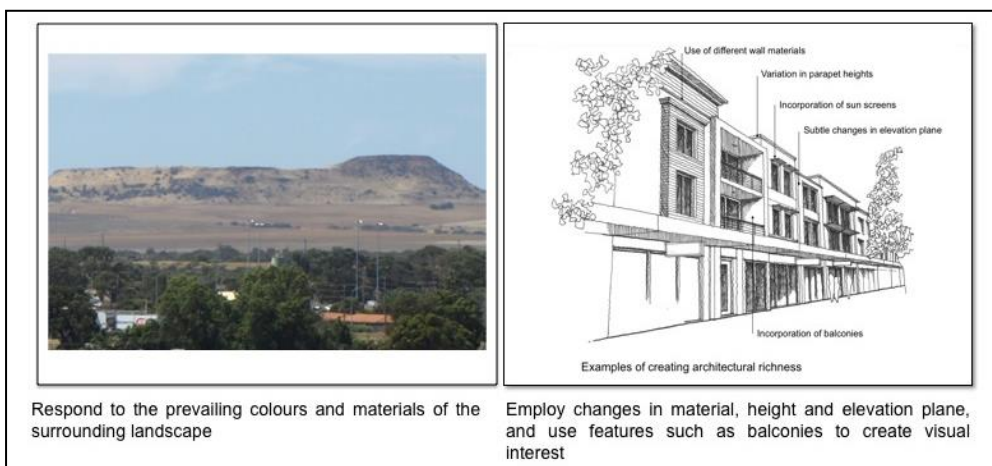 Use of different wall materials
Variation in parapet heights
Incorporation of sun screens
Subtle changes in elevation plane
Incorporation of balconies
Examples of creating architectural richness
Respond to the prevailing colours and materials of the
surrounding landscape
Employ changes in material, height and elevation plane,
and use features such as balconies to create visual
interest